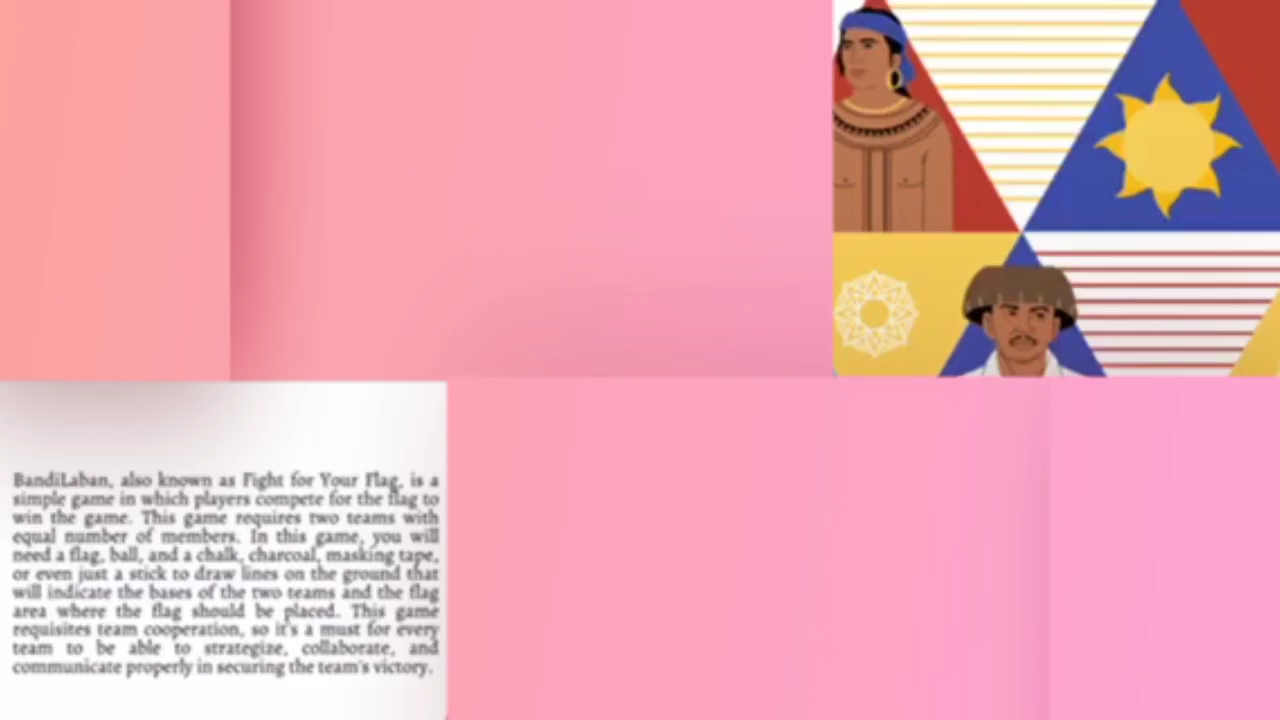 BandiLaban, also known as Fight for Your Flag, is a
simple game in which players compete for the flag to
win the game. This game requires two teams with
equal number of members. In this game, you will
need a flag, ball, and a chalk, charcoal, masking tape,
or even just a stick to draw lines on the ground that
will indicate the bases of the two teams and the flag
area where the flag should be placed. This game
requisites team cooperation, so it's a must for every
team to be able to strategize, collaborate, and
communicate properly in securing the team's victory.